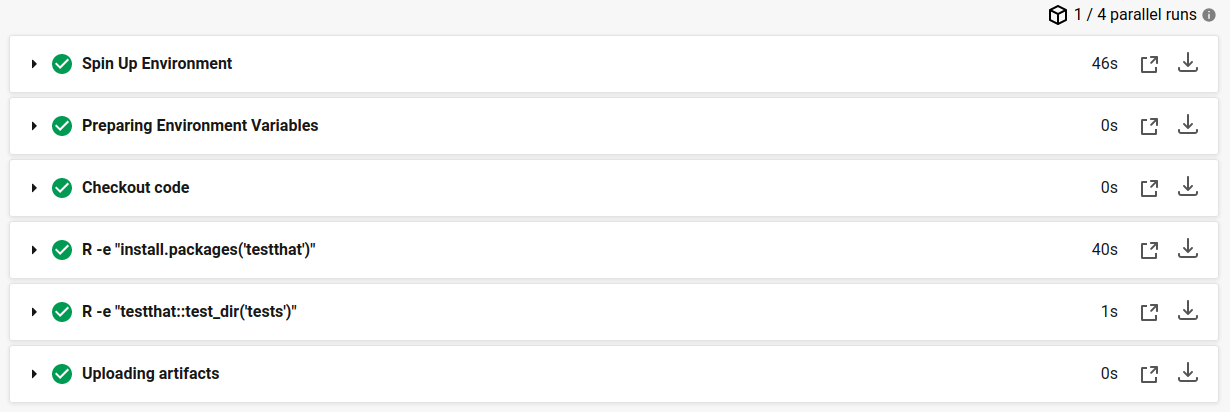 1 / 4 parallel runs
Spin Up Environment 46s
Preparing Environment Variables 0s
Checkout code 0s
R -e "install.packages('testthat')" 40s
R -e "testthat::test_dir('tests')" 1s
Uploading artifacts 0s